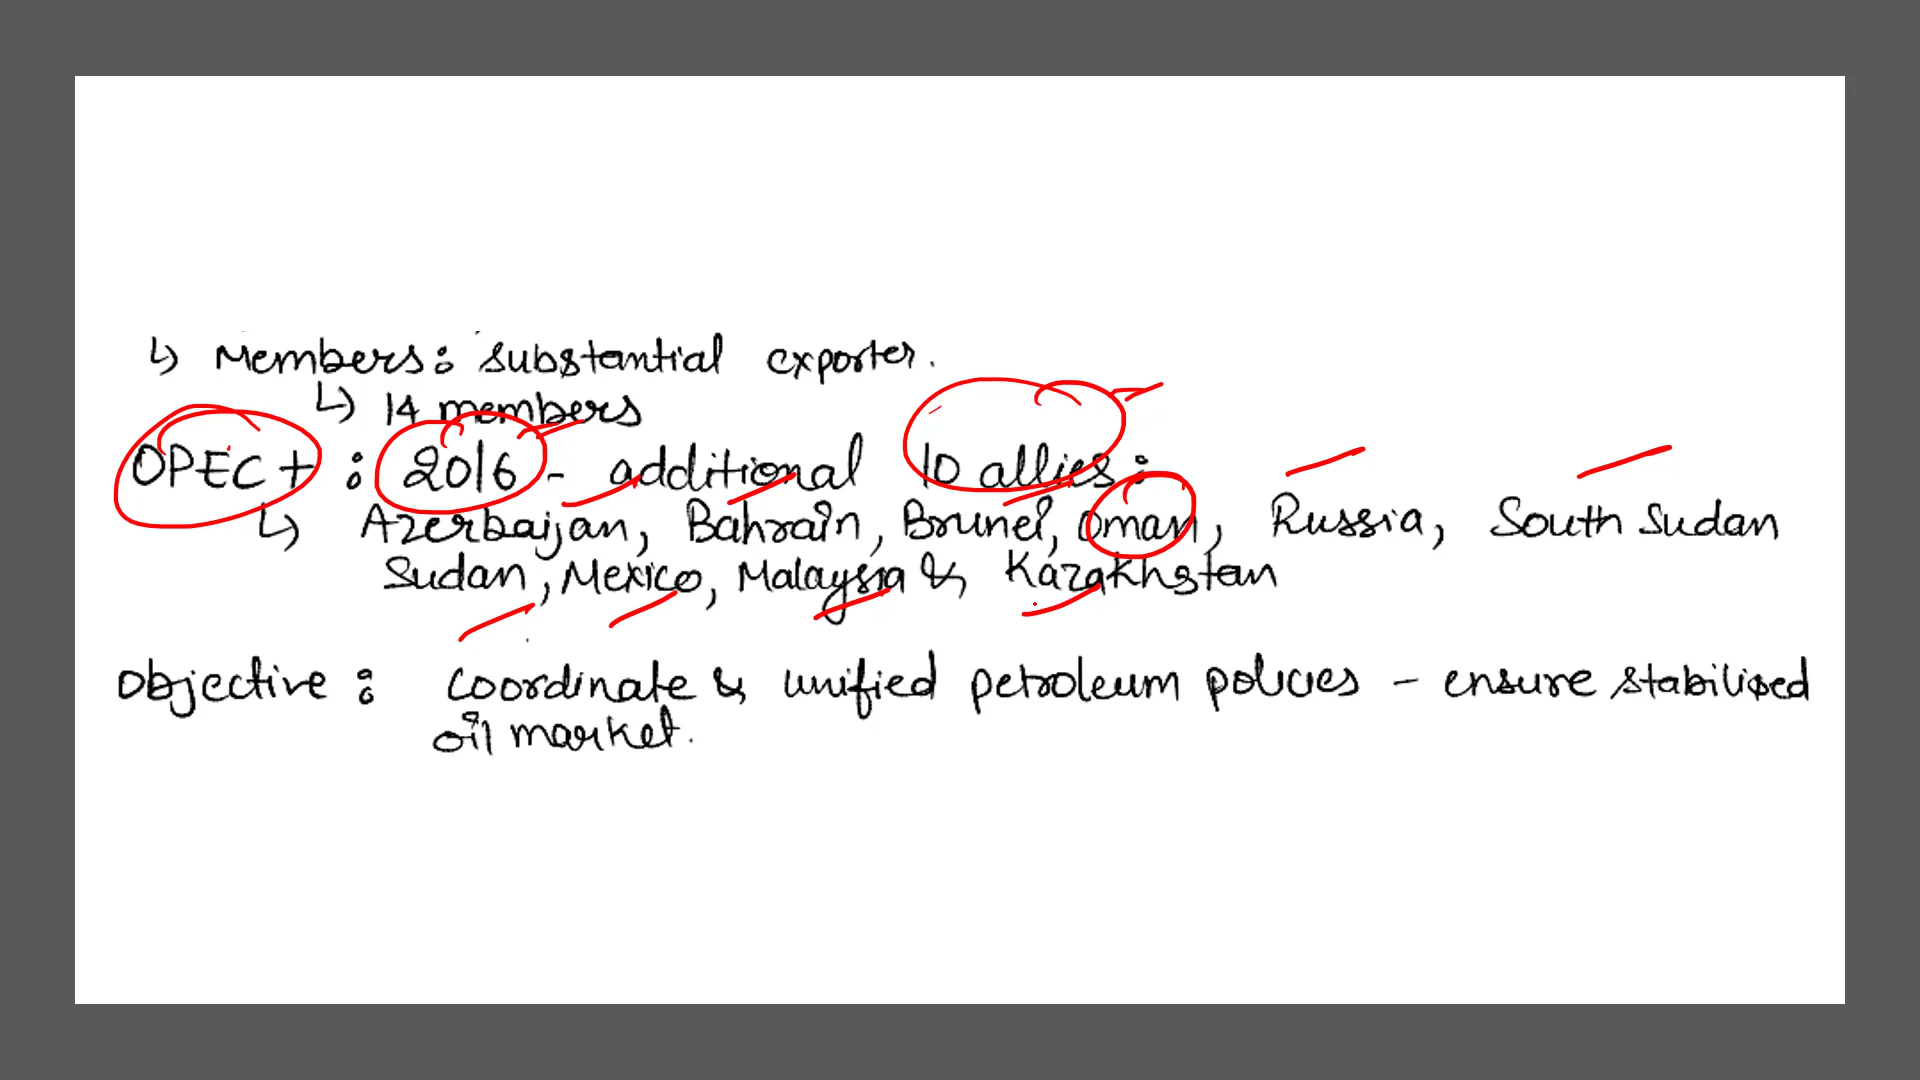 ↳ Members: substantial exporter.
↳ 14 members
OPEC + : 2016 - additional 10 allies:
↳ Azerbaijan, Bahrain, Brunei, Oman, Russia, South Sudan
Sudan, Mexico, Malaysia & Kazakhstan
Objective : coordinate & unified petroleum policies - ensure stabilised
oil market.